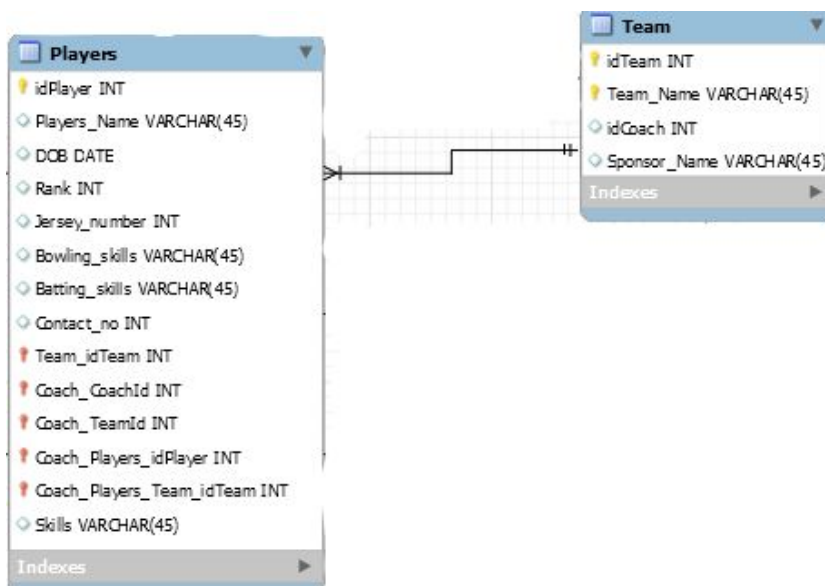 Players
idPlayer INT
Players_Name VARCHAR(45)
DOB DATE
Rank INT
Jersey_number INT
Bowling_skills VARCHAR(45)
Batting_skills VARCHAR(45)
Contact_no INT
Team_idTeam INT
Coach_CoachId INT
Coach_TeamId INT
Coach_Players_idPlayer INT
Coach_Players_Team_idTeam INT
Skills VARCHAR(45)
Indexes
Team
idTeam INT
Team_Name VARCHAR(45)
idCoach INT
Sponsor_Name VARCHAR(45)
Indexes